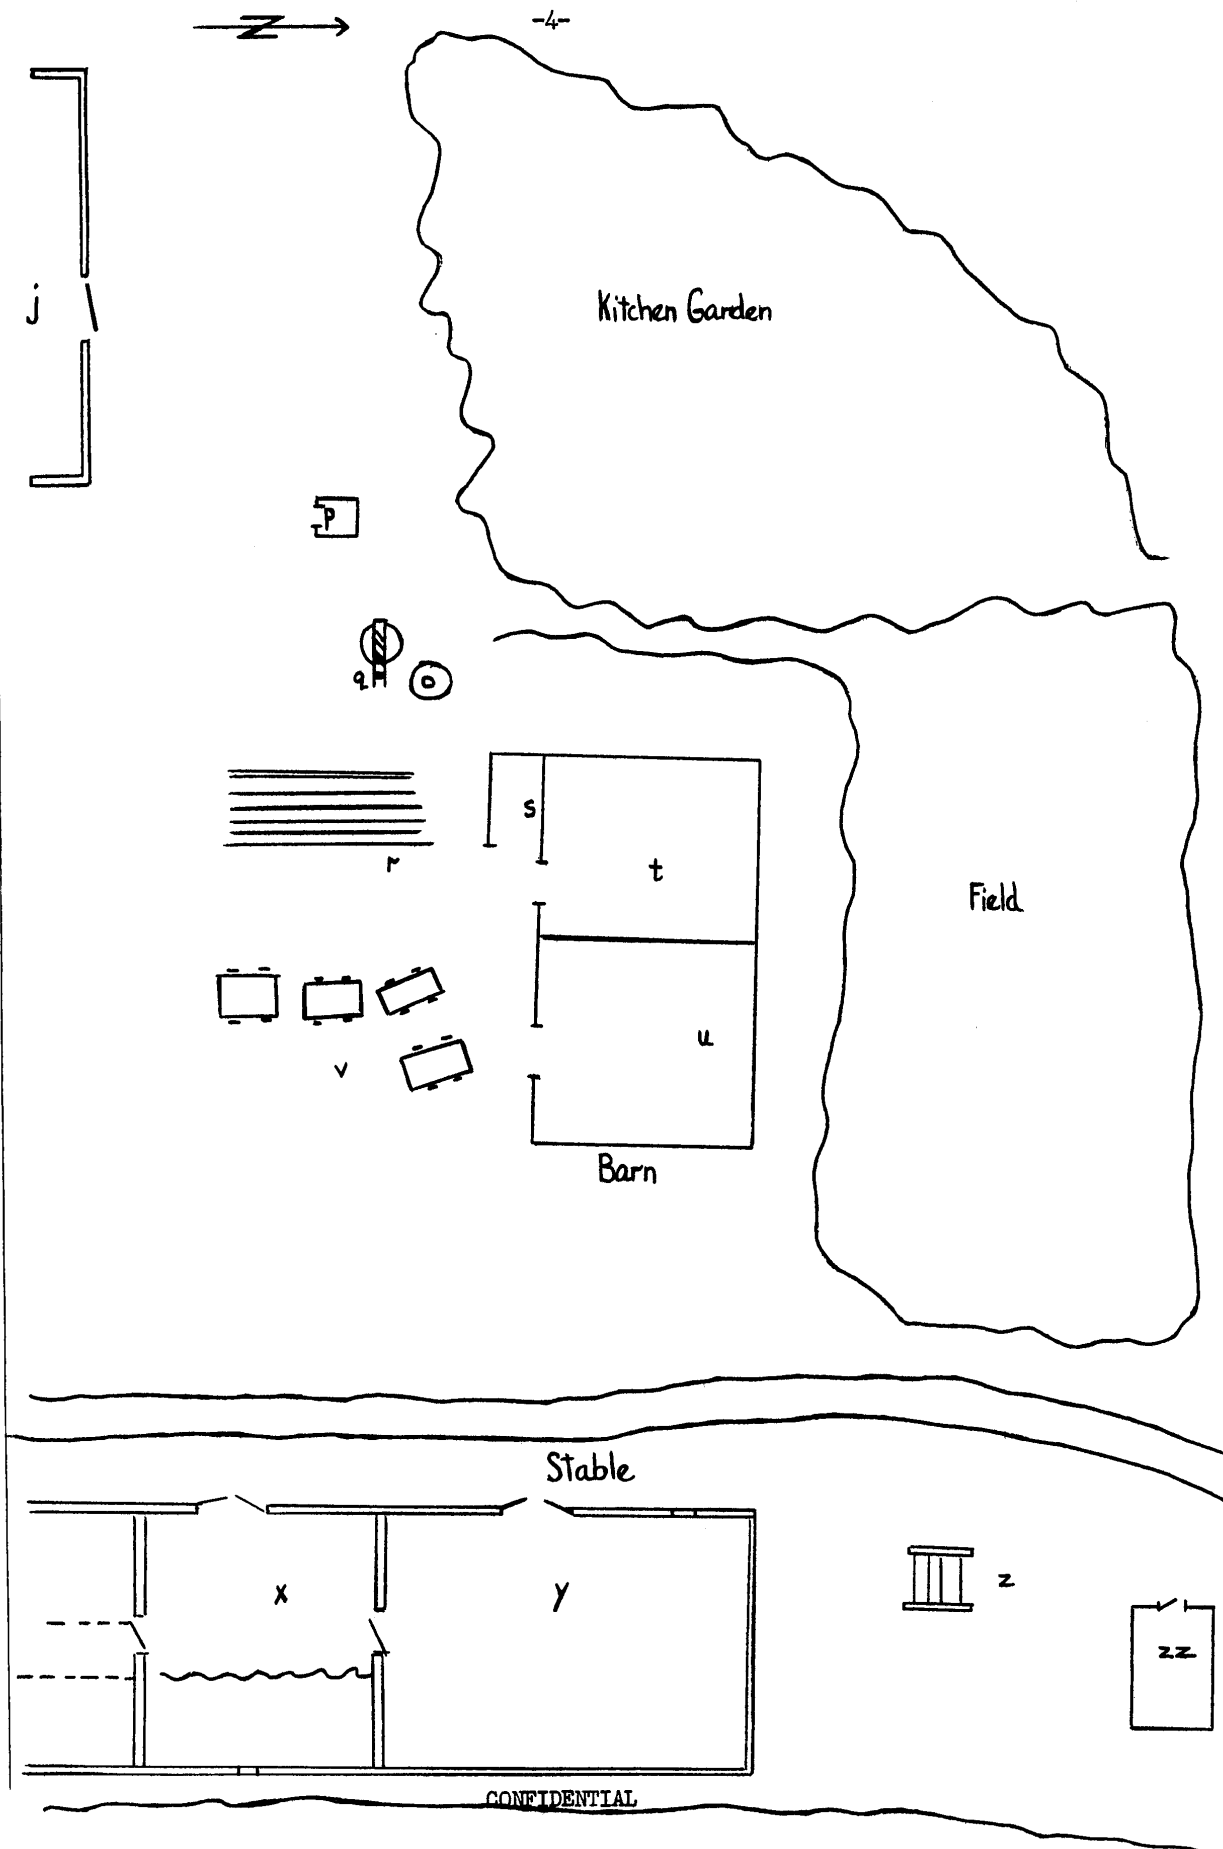 N
-4-
j
Kitchen Garden
p
q
o
s
r
t
Field
v
u
Barn
Stable
x
y
z
zz
CONFIDENTIAL